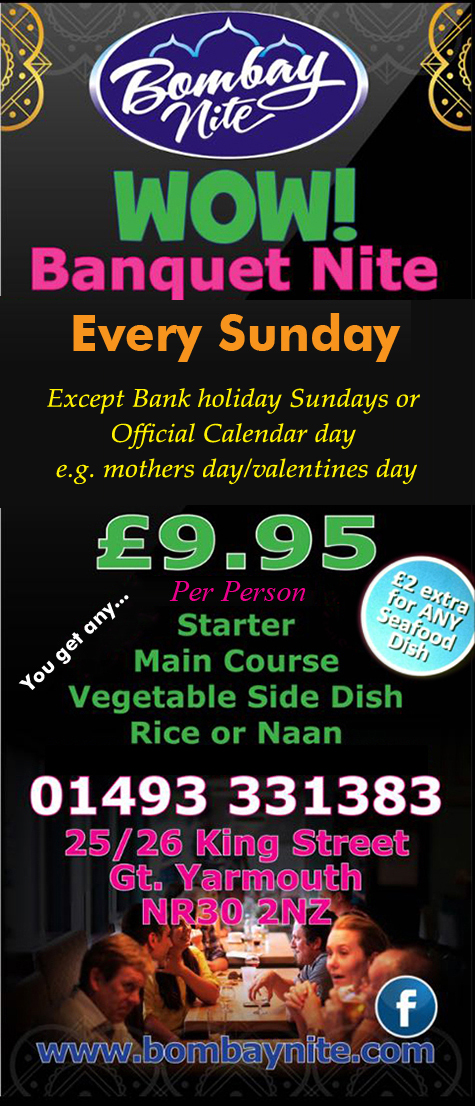 Bombay
Nite
WOW!
Banquet Nite
Every Sunday
Except Bank holiday Sundays or
Official Calendar day
e.g. mothers day/valentines day
£9.95
Per Person
£2 extra
for ANY
Seafood
Dish
You get any...
Starter
Main Course
Vegetable Side Dish
Rice or Naan
01493 331383
25/26 King Street
Gt. Yarmouth
NR30 2NZ
f
www.bombaynite.com